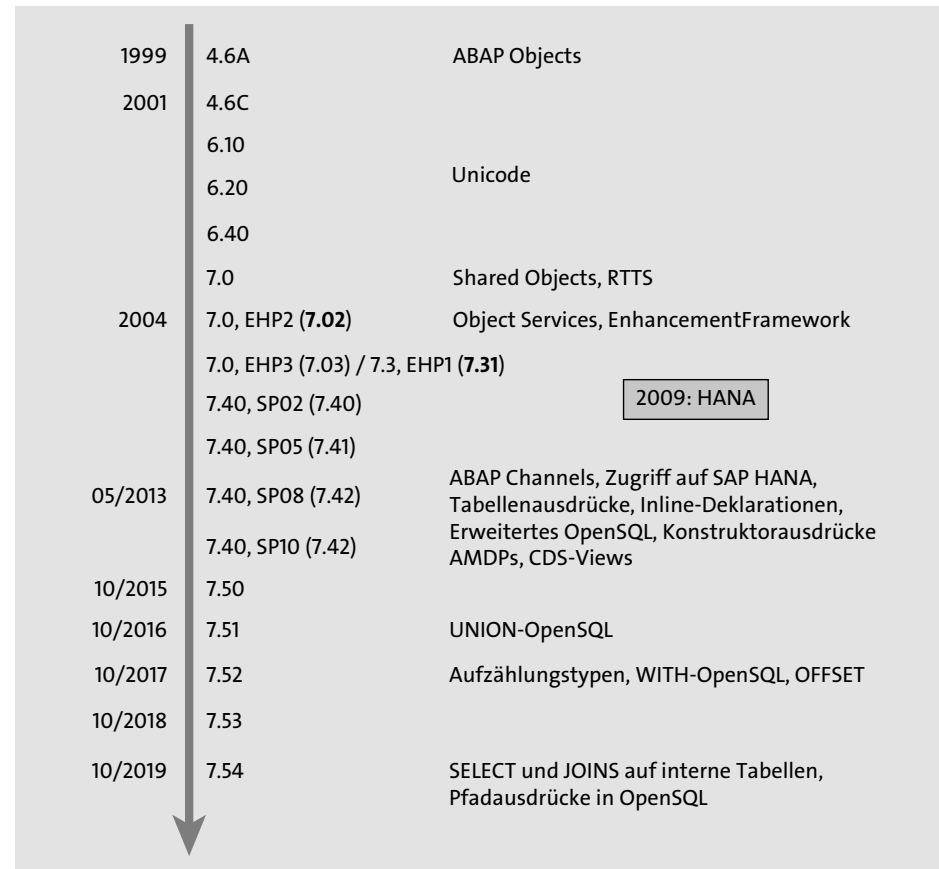 1999 4.6A ABAP Objects
2001 4.6C
6.10
Unicode
6.20
6.40
7.0 Shared Objects, RTTS
2004 7.0, EHP2 (7.02) Object Services, EnhancementFramework
7.0, EHP3 (7.03) / 7.3, EHP1 (7.31)
7.40, SP02 (7.40) 2009: HANA
7.40, SP05 (7.41)
05/2013 7.40, SP08 (7.42)
ABAP Channels, Zugriff auf SAP HANA,
Tabellenausdrücke, Inline-Deklarationen,
Erweitertes OpenSQL, Konstruktorausdrücke
AMDPs, CDS-Views
7.40, SP10 (7.42)
10/2015 7.50
10/2016 7.51 UNION-OpenSQL
10/2017 7.52 Aufzählungstypen, WITH-OpenSQL, OFFSET
10/2018 7.53
10/2019 7.54 SELECT und JOINS auf interne Tabellen,
Pfadausdrücke in OpenSQL